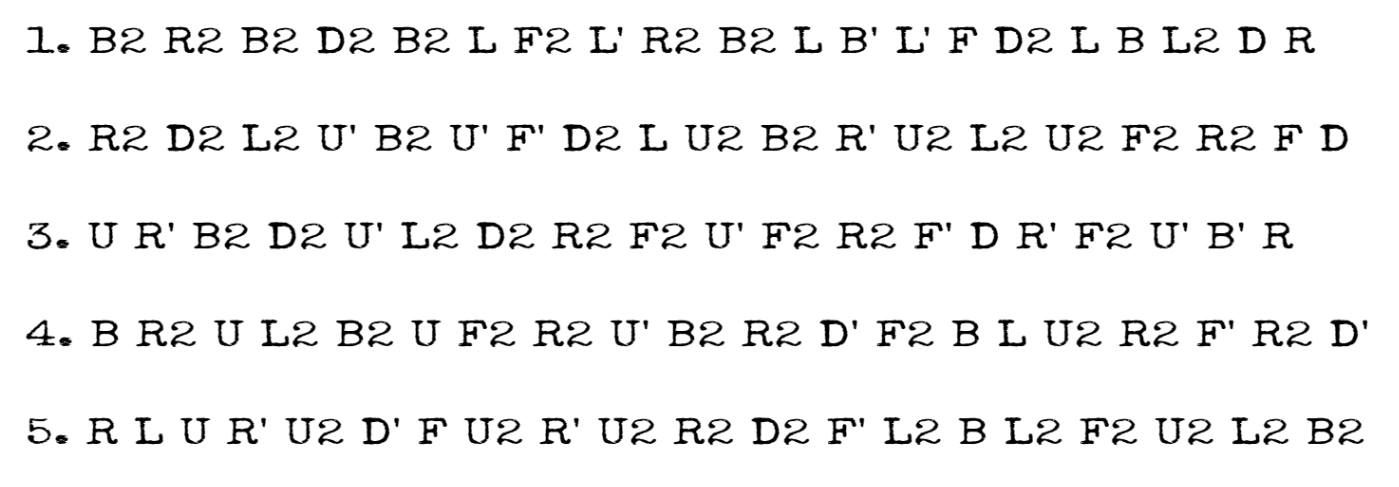 1. B2 R2 B2 D2 B2 L F2 L' R2 B2 L B' L' F D2 L B L2 D R
2. R2 D2 L2 U' B2 U' F' D2 L U2 B2 R' U2 L2 U2 F2 R2 F D
3. U R' B2 D2 U' L2 D2 R2 F2 U' F2 R2 F' D R' F2 U' B' R
4. B R2 U L2 B2 U F2 R2 U' B2 R2 D' F2 B L U2 R2 F' R2 D'
5. R L U R' U2 D' F U2 R' U2 R2 D2 F' L2 B L2 F2 U2 L2 B2